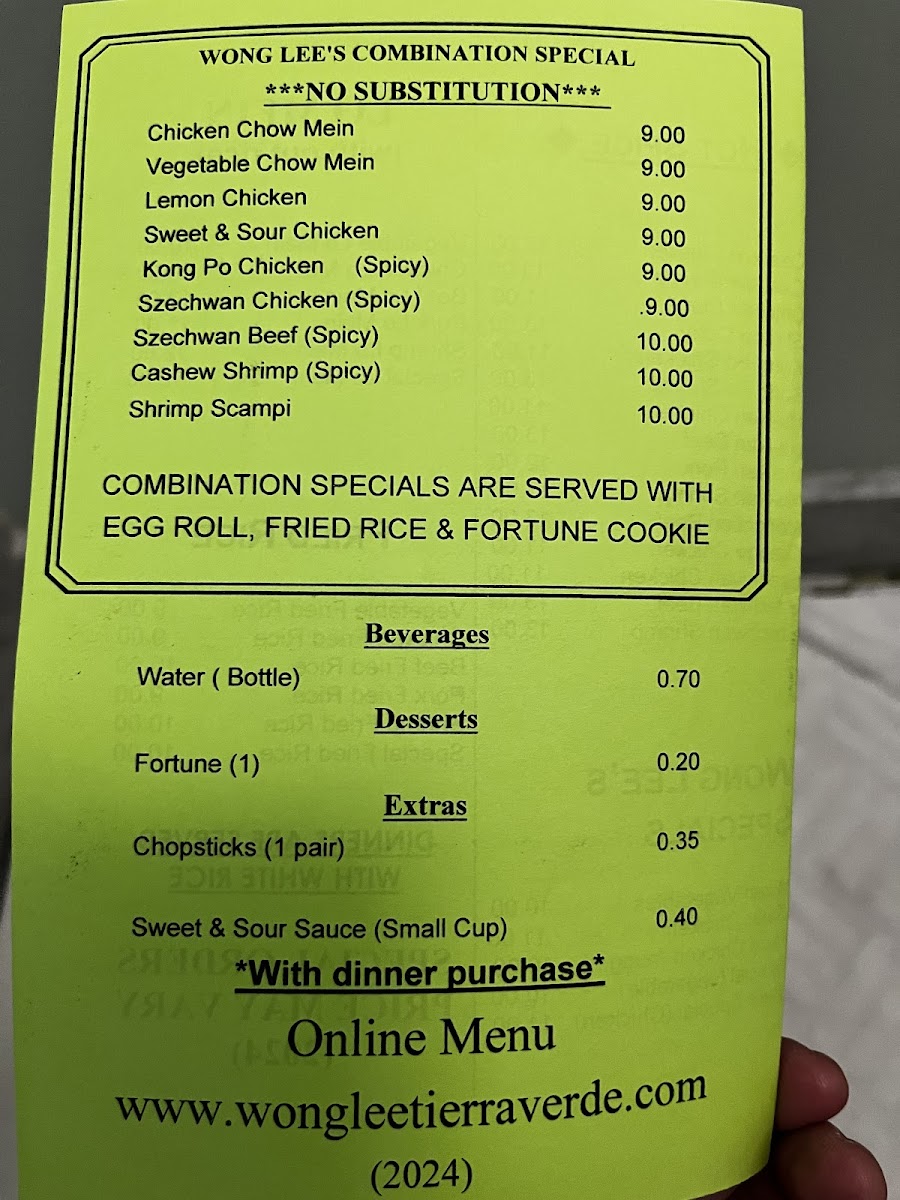 WONG LEE'S COMBINATION SPECIAL
***NO SUBSTITUTION***
Chicken Chow Mein 9.00
Vegetable Chow Mein 9.00
Lemon Chicken 9.00
Sweet & Sour Chicken 9.00
Kong Po Chicken (Spicy) 9.00
Szechwan Chicken (Spicy) .9.00
Szechwan Beef (Spicy) 10.00
Cashew Shrimp (Spicy) 10.00
Shrimp Scampi 10.00
COMBINATION SPECIALS ARE SERVED WITH
EGG ROLL, FRIED RICE & FORTUNE COOKIE
Beverages
Water ( Bottle) 0.70
Desserts
Fortune (1) 0.20
Extras
Chopsticks (1 pair) 0.35
Sweet & Sour Sauce (Small Cup) 0.40
*With dinner purchase*
Online Menu
www.wongleetierraverde.com
(2024)